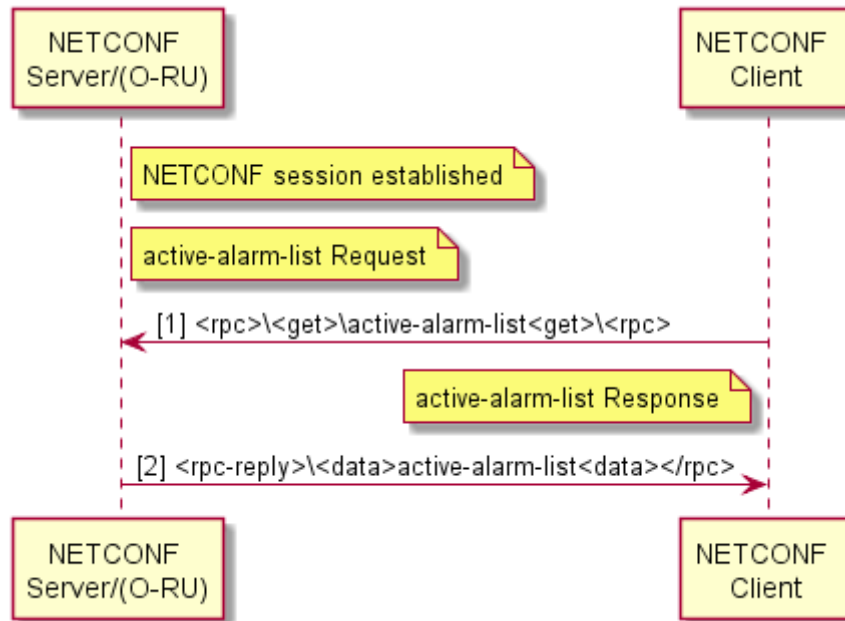 NETCONF
Server/(O-RU)
NETCONF
Client
NETCONF session established
active-alarm-list Request
[1] <rpc>\<get>\active-alarm-list<get>\<rpc>
active-alarm-list Response
[2] <rpc-reply>\<data>active-alarm-list<data></rpc>
NETCONF
Server/(O-RU)
NETCONF
Client